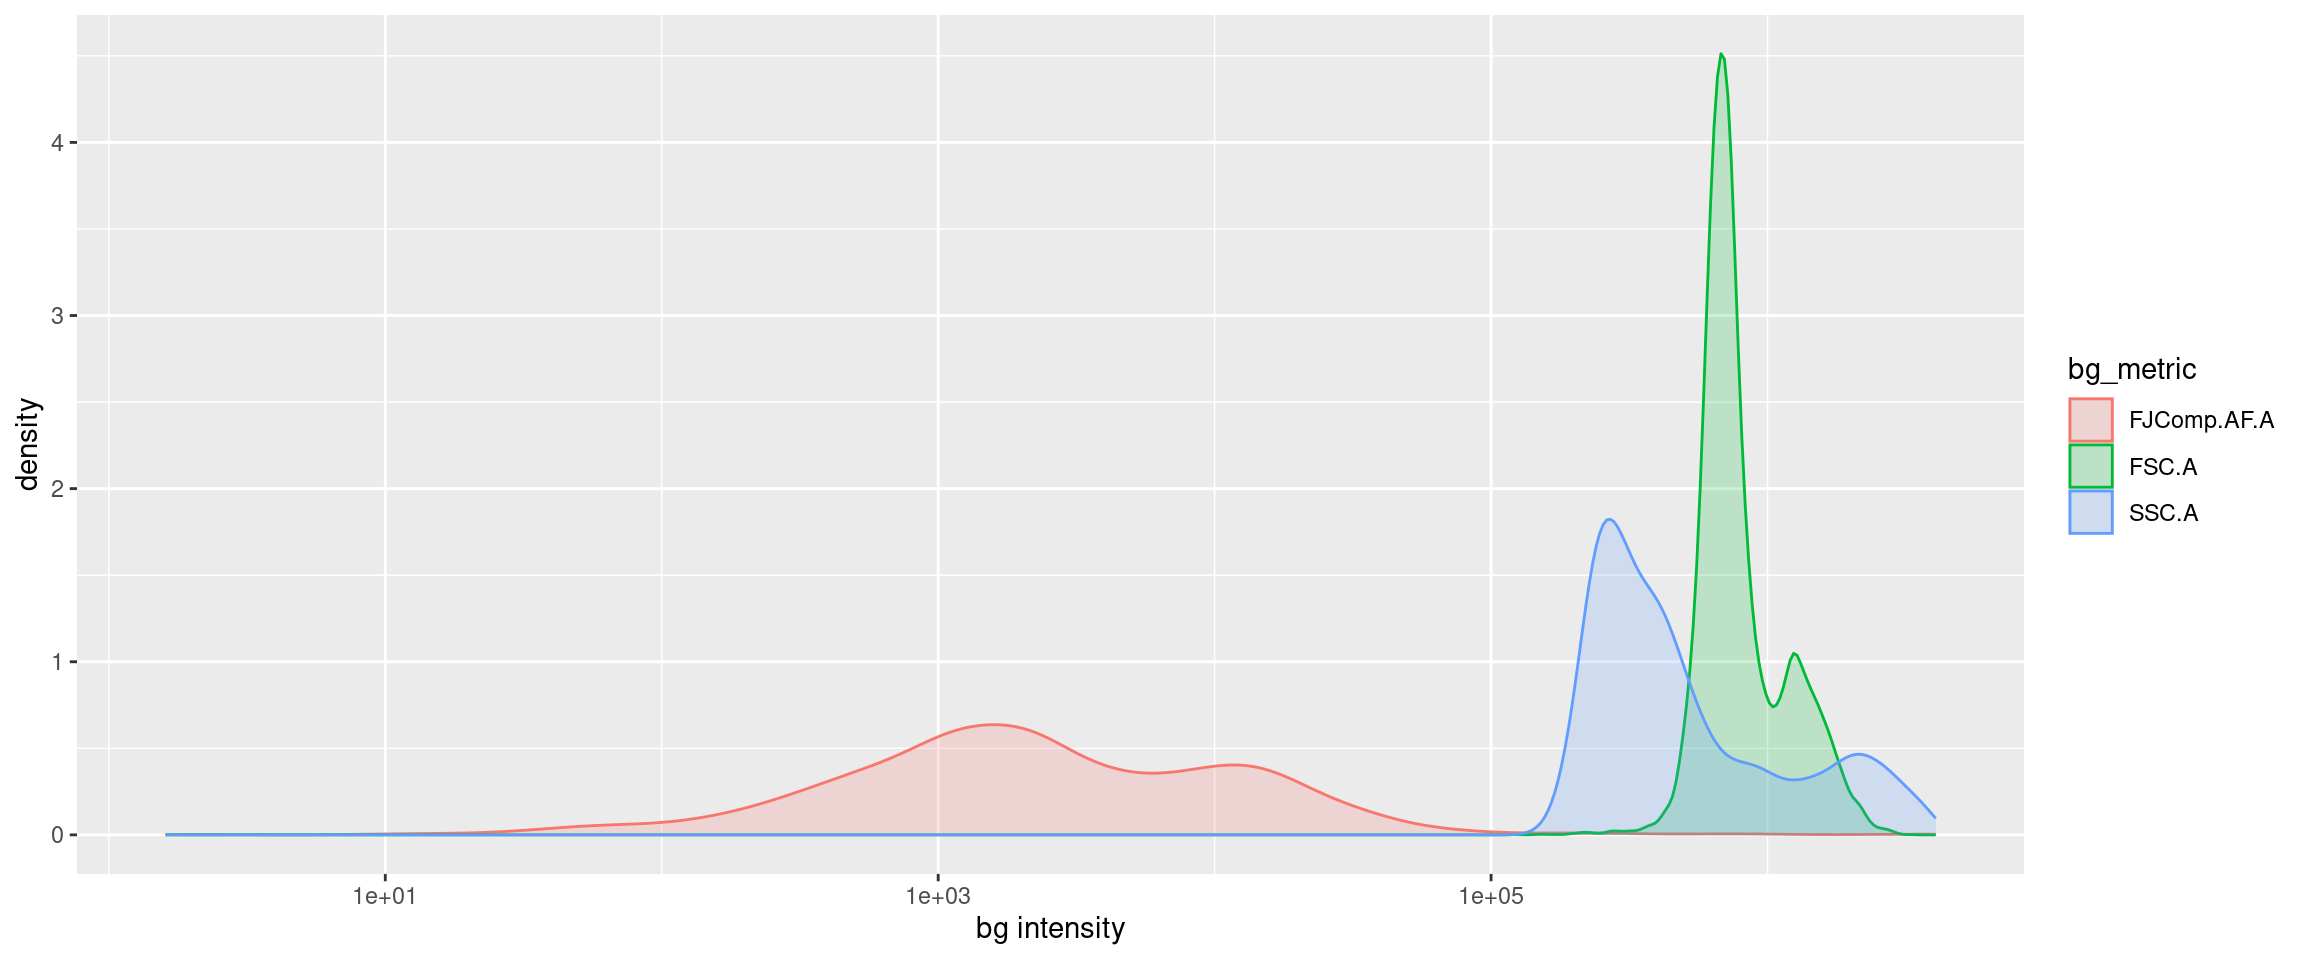 density
4
3
2
1
0
1e+01
1e+03
1e+05
bg intensity
bg_metric
FJComp.AF.A
FSC.A
SSC.A